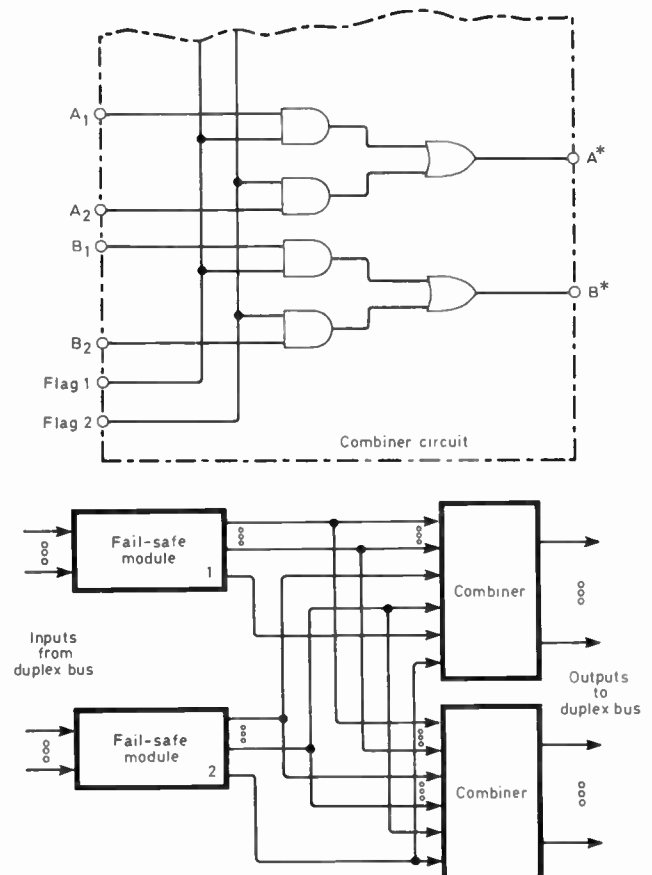 A1
A*
A2
B1
B*
B2
Flag 1
Flag 2
Combiner circuit
Fail-safe
module
1
Combiner
Inputs
from
duplex bus
Outputs
to
duplex bus
Fail-safe
module
2
Combiner